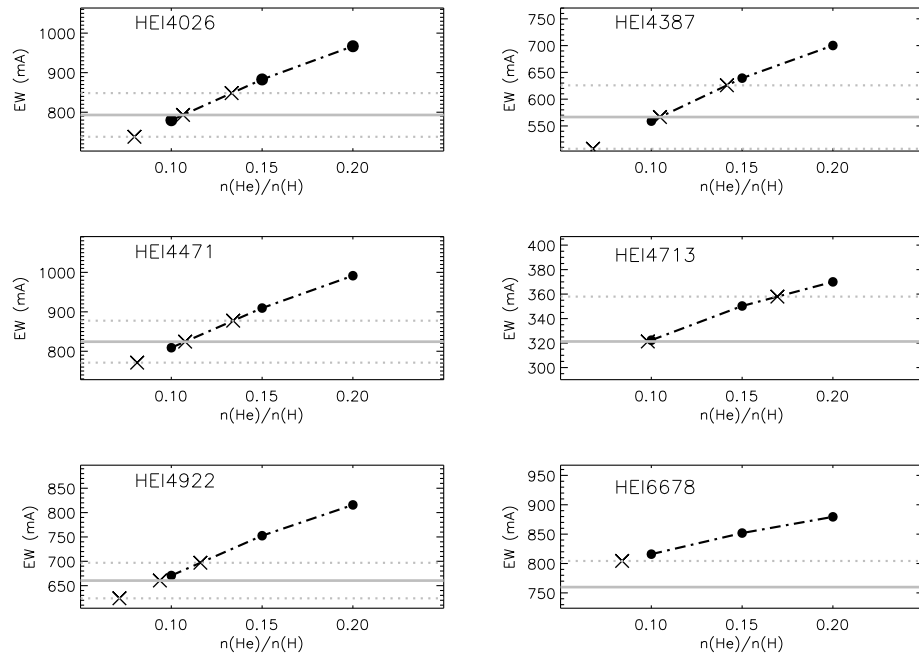 HEI4026
EW (mA)
1000
900
800
0.10 0.15 0.20
n(He)/n(H)
HEI4387
EW (mA)
750
700
650
600
550
0.10 0.15 0.20
n(He)/n(H)
HEI4471
EW (mA)
1000
900
800
0.10 0.15 0.20
n(He)/n(H)
HEI4713
EW (mA)
400
380
360
340
320
300
0.10 0.15 0.20
n(He)/n(H)
HEI4922
EW (mA)
850
800
750
700
650
0.10 0.15 0.20
n(He)/n(H)
HEI6678
EW (mA)
950
900
850
800
750
0.10 0.15 0.20
n(He)/n(H)